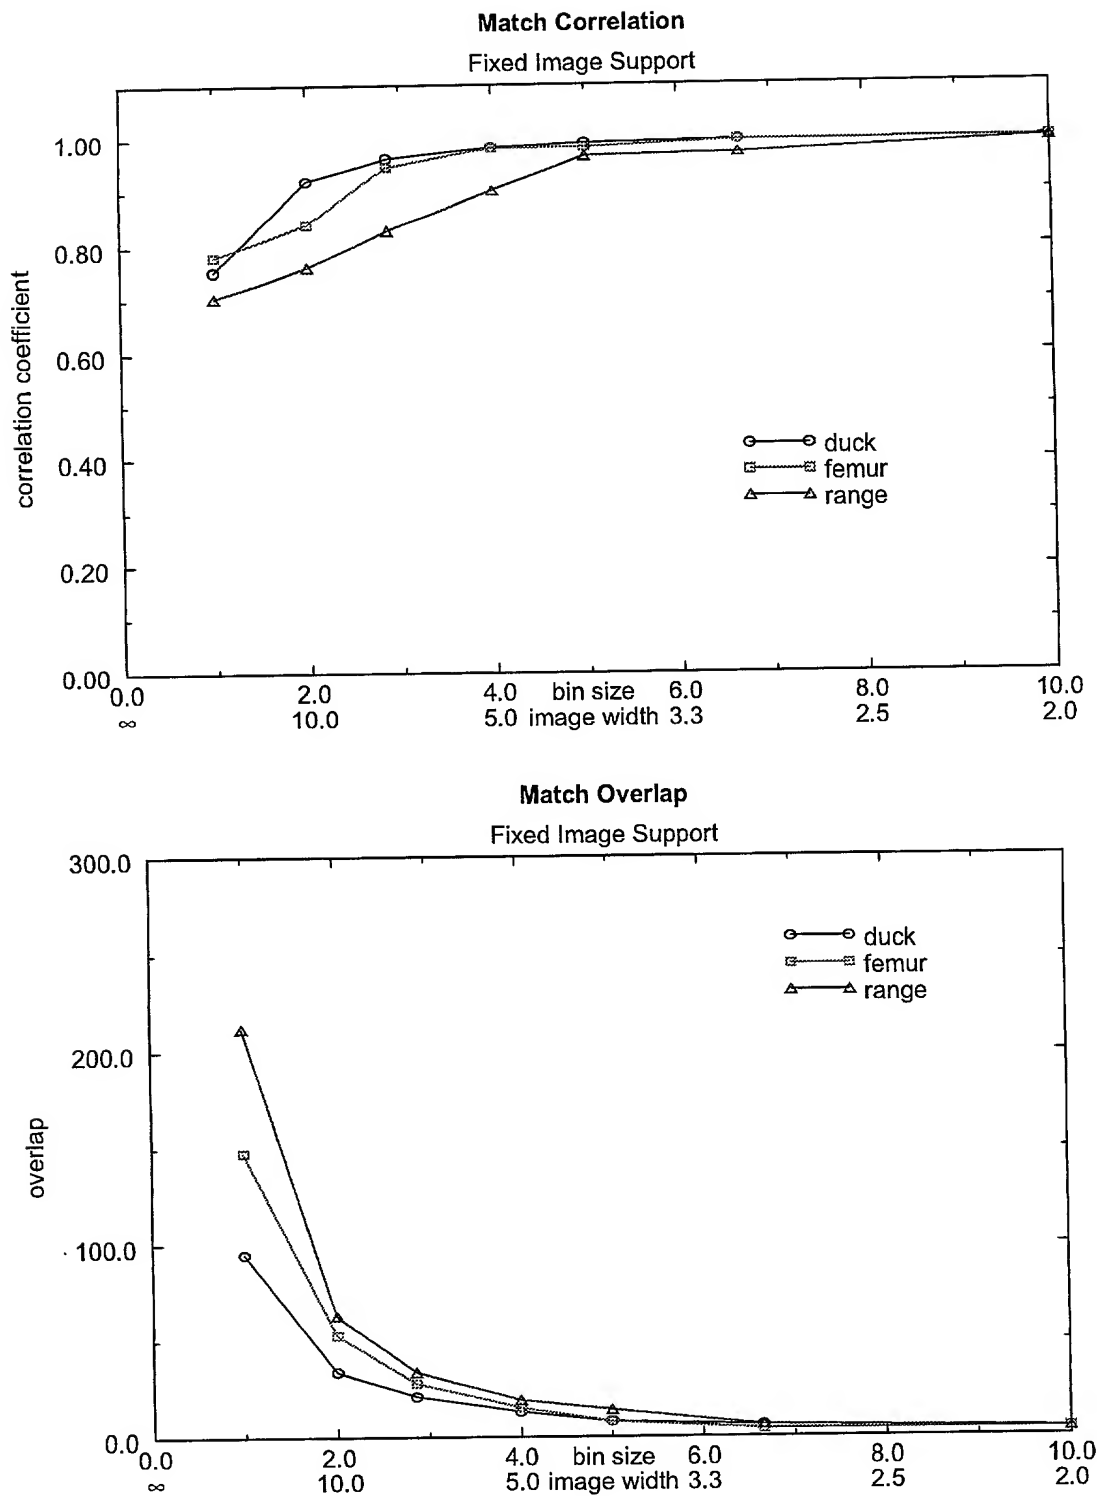 Match Correlation
Fixed Image Support
1.00
0.80
0.60
0.40
0.20
0.00
correlation coefficient
duck
femur
range
0.0 2.0 4.0 bin size 6.0 8.0 10.0
∞ 10.0 5.0 image width 3.3 2.5 2.0
Match Overlap
Fixed Image Support
300.0
200.0
100.0
0.0
overlap
duck
femur
range
0.0 2.0 4.0 bin size 6.0 8.0 10.0
∞ 10.0 5.0 image width 3.3 2.5 2.0